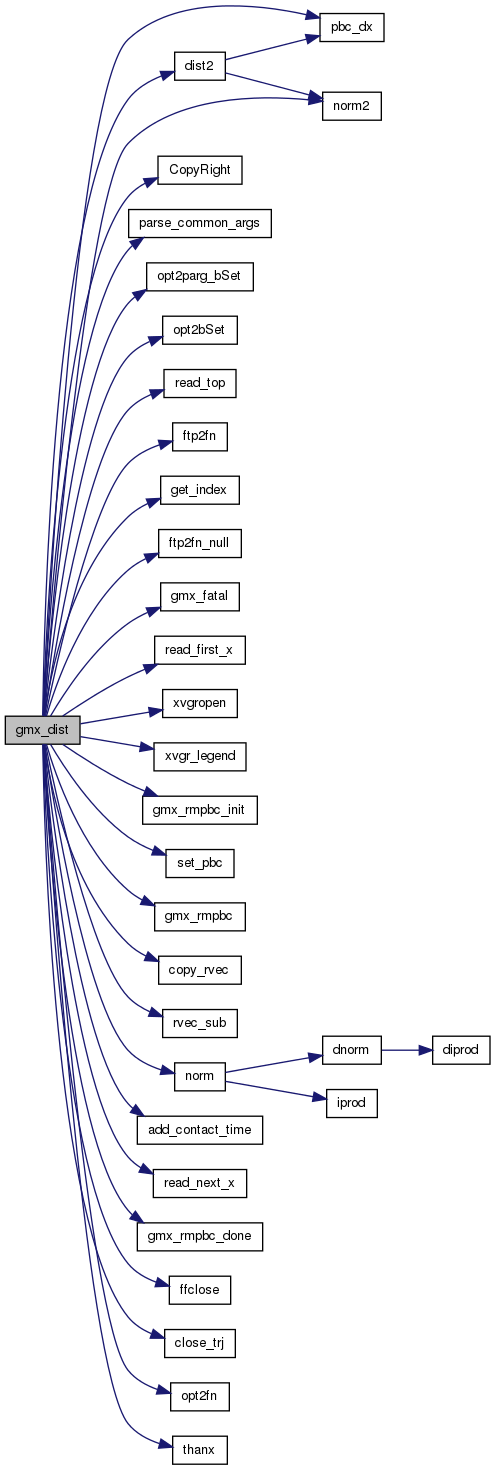 pbc_dx
dist2
norm2
CopyRight
parse_common_args
opt2parg_bSet
opt2bSet
read_top
ftp2fn
get_index
ftp2fn_null
gmx_fatal
read_first_x
xvgropen
gmx_dist
xvgr_legend
gmx_rmpbc_init
set_pbc
gmx_rmpbc
copy_rvec
rvec_sub
dnorm
diprod
norm
iprod
add_contact_time
read_next_x
gmx_rmpbc_done
ffclose
close_trj
opt2fn
thanx